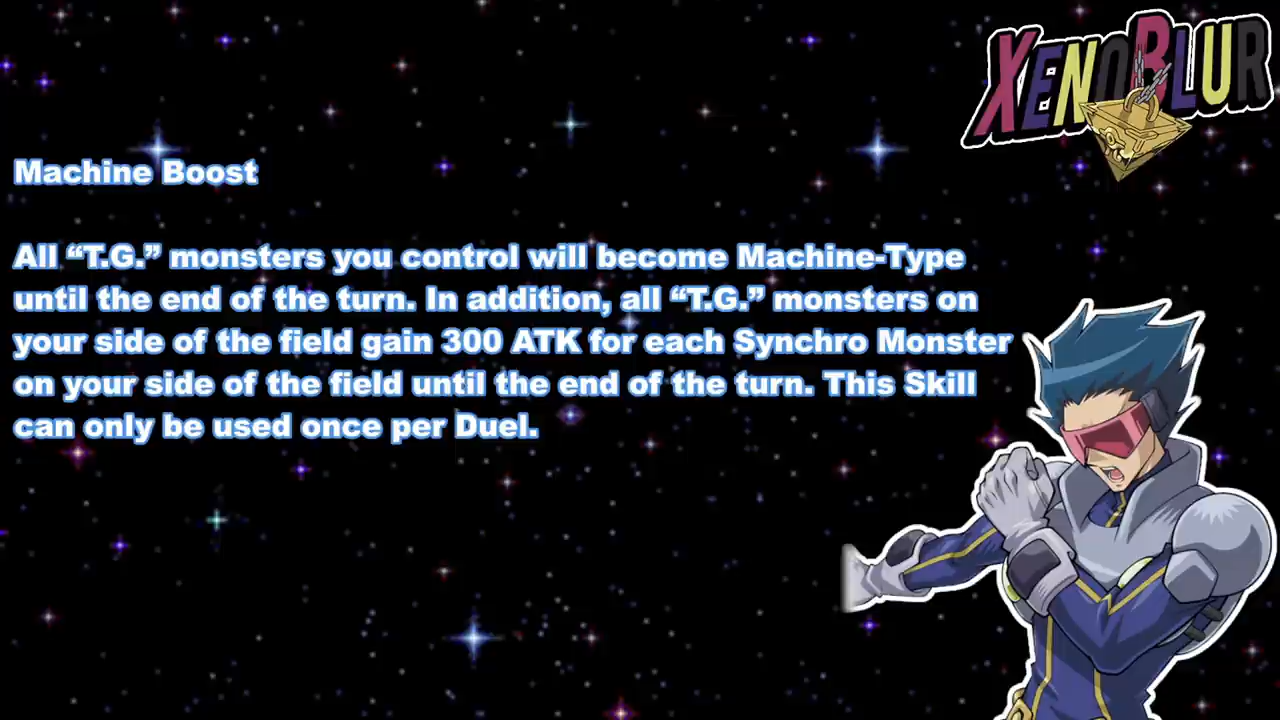 XENOBLUR
Machine Boost
All “T.G.” monsters you control will become Machine-Type
until the end of the turn. In addition, all “T.G.” monsters on
your side of the field gain 300 ATK for each Synchro Monster
on your side of the field until the end of the turn. This Skill
can only be used once per Duel.